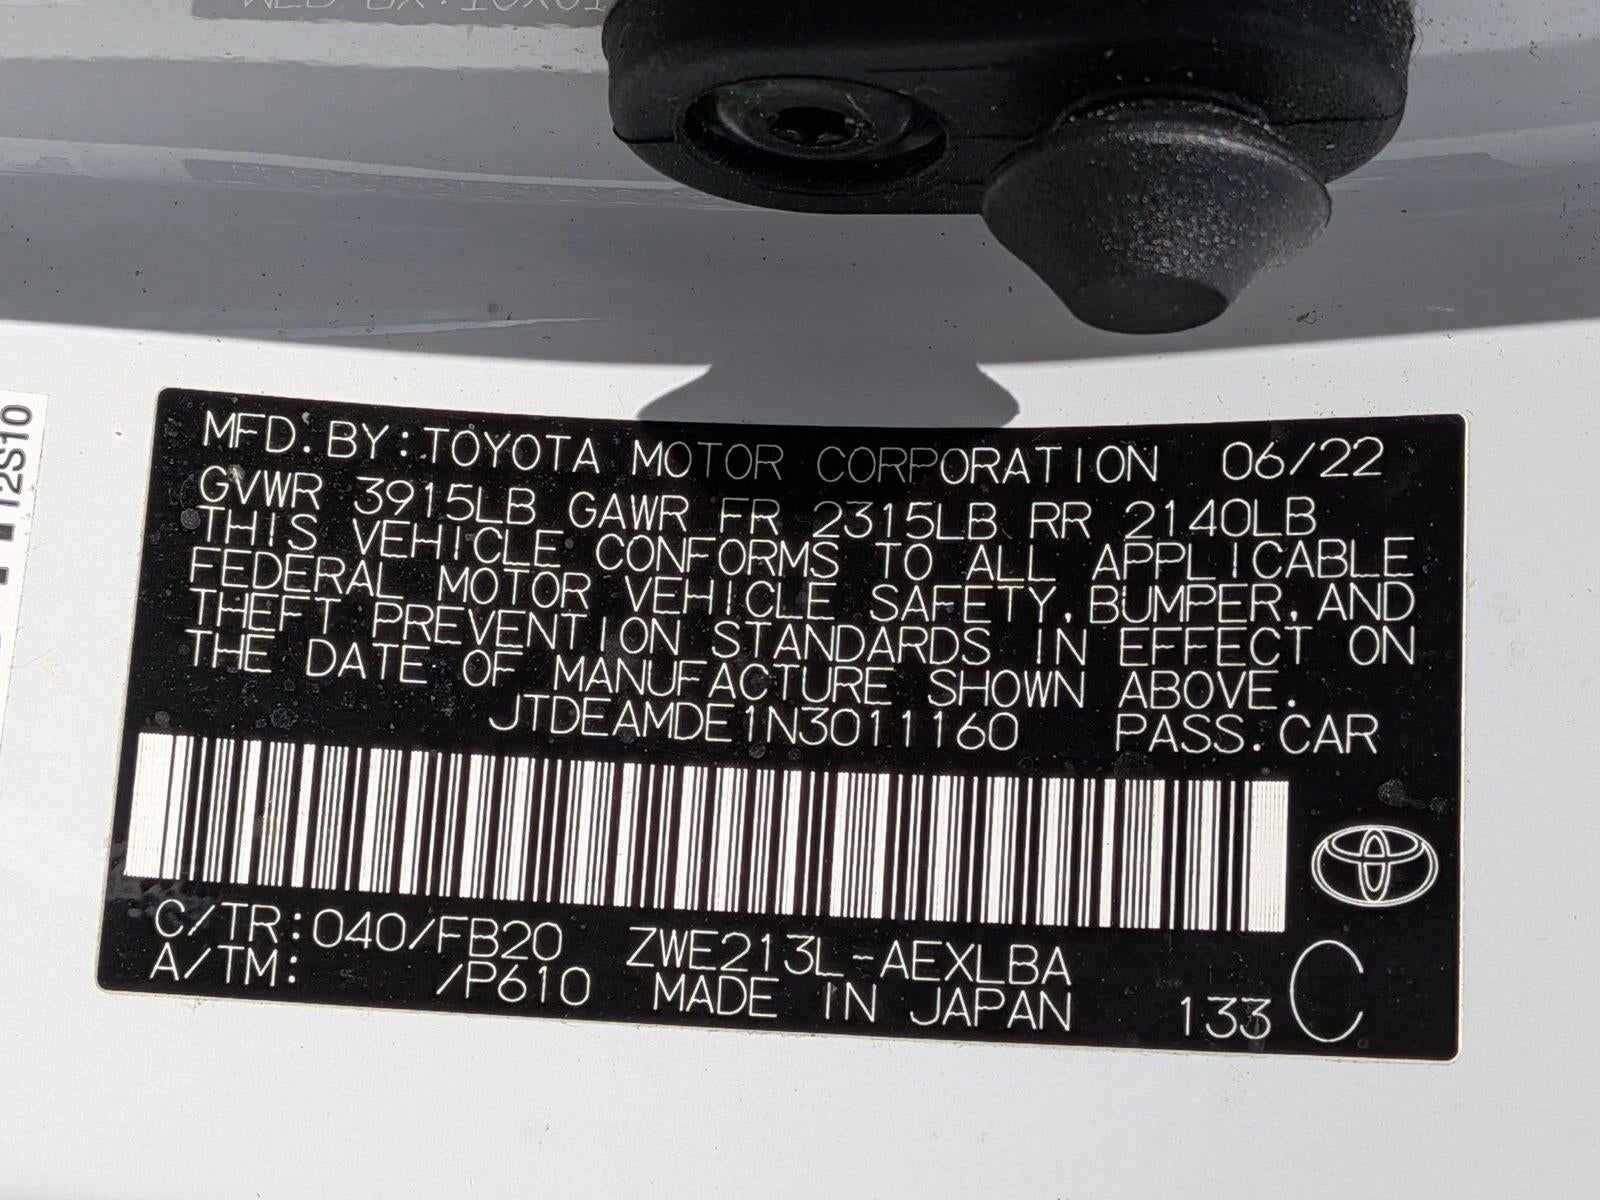 MFD.BY:TOYOTA MOTOR CORPORATION 06/22
GVWR 3915LB GAWR FR 2315LB RR 2140LB
THIS VEHICLE CONFORMS TO ALL APPLICABLE
FEDERAL MOTOR VEHICLE SAFETY,BUMPER,AND
THEFT PREVENTION STANDARDS IN EFFECT ON
THE DATE OF MANUFACTURE SHOWN ABOVE.
JTDEAMDE1N3011160 PASS.CAR
C/TR:040/FB20 ZWE213L-AEXLBA
A/TM: /P610 MADE IN JAPAN 133 C
12S10